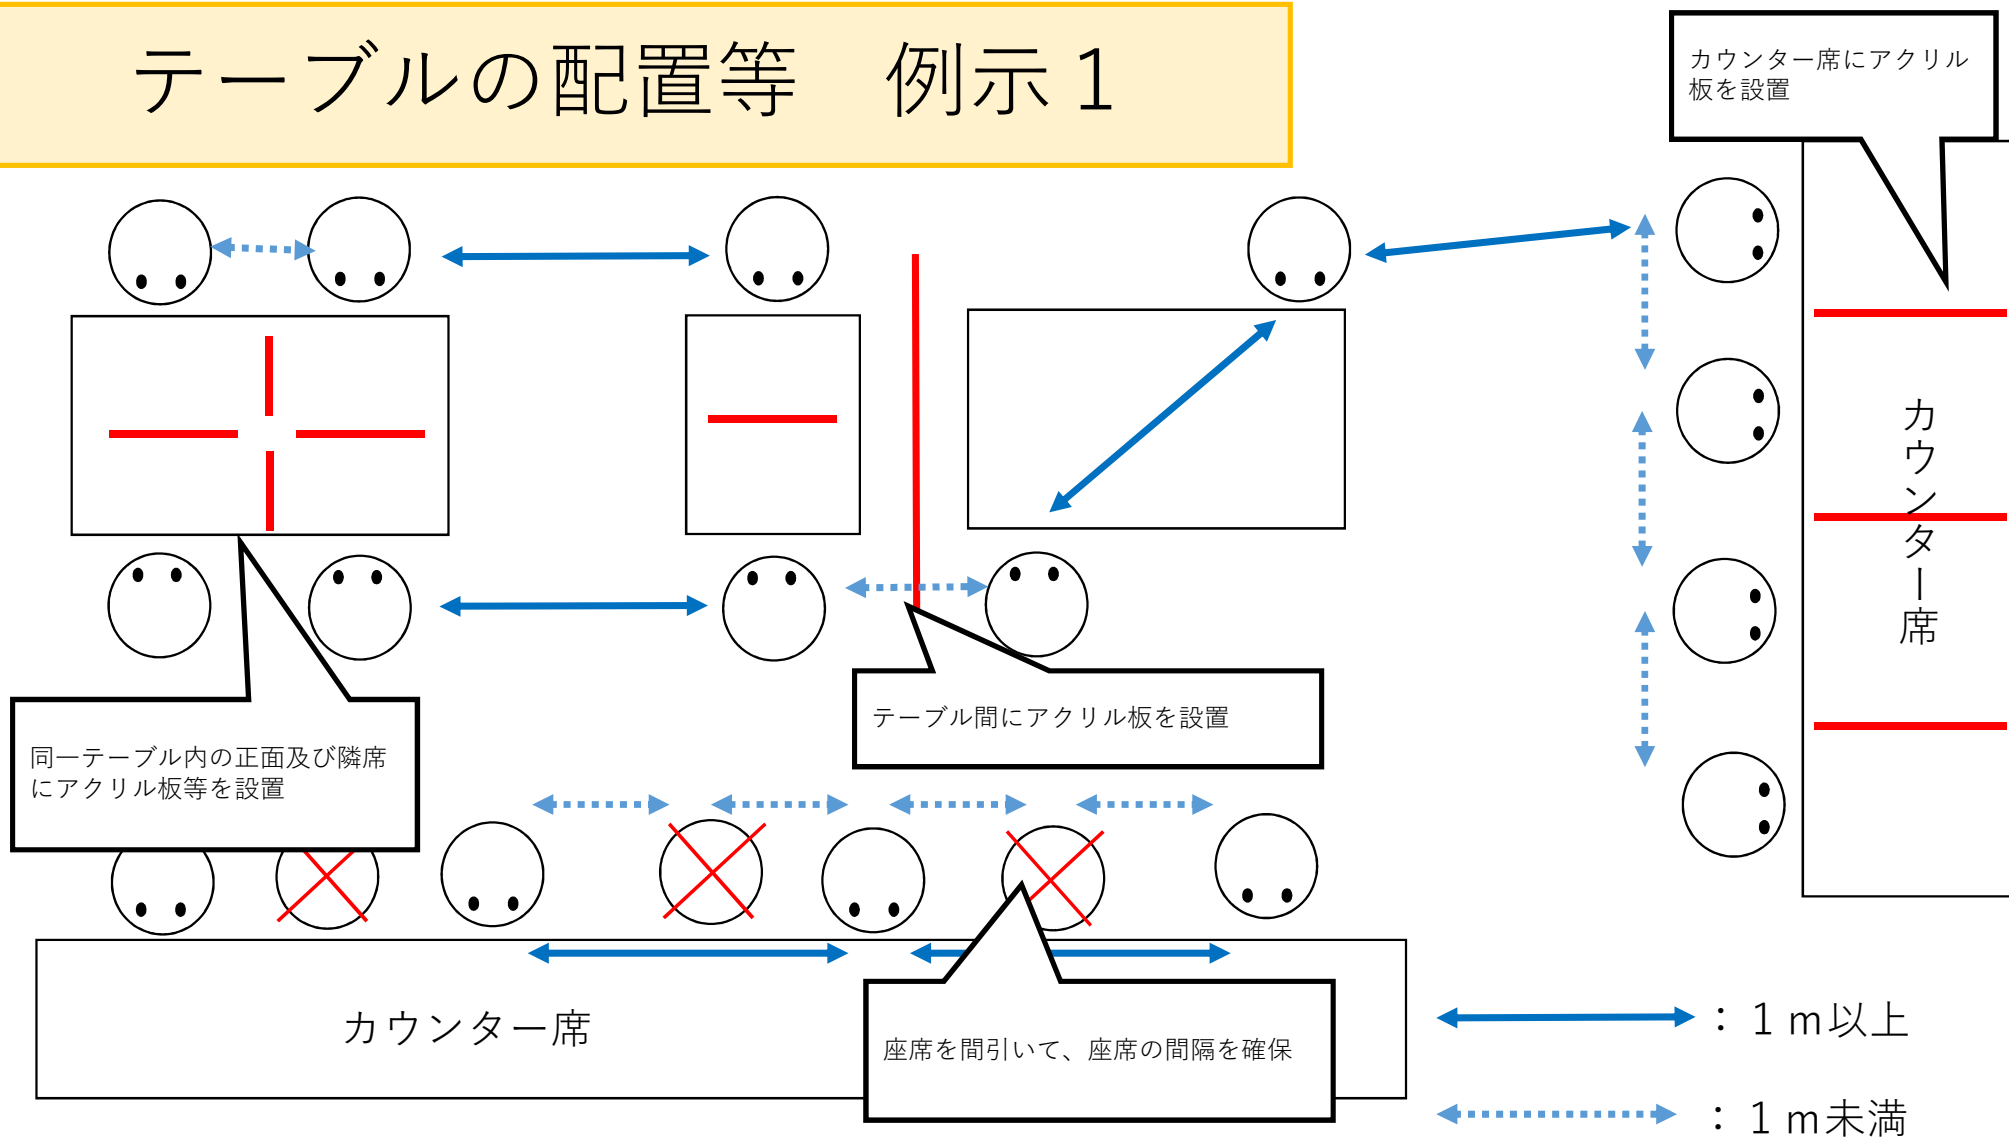 テーブルの配置等　例示１
カウンター席にアクリル
板を設置
カウンター席
テーブル間にアクリル板を設置
同一テーブル内の正面及び隣席
にアクリル板等を設置
カウンター席
座席を間引いて、座席の間隔を確保
：１ｍ以上
：１ｍ未満